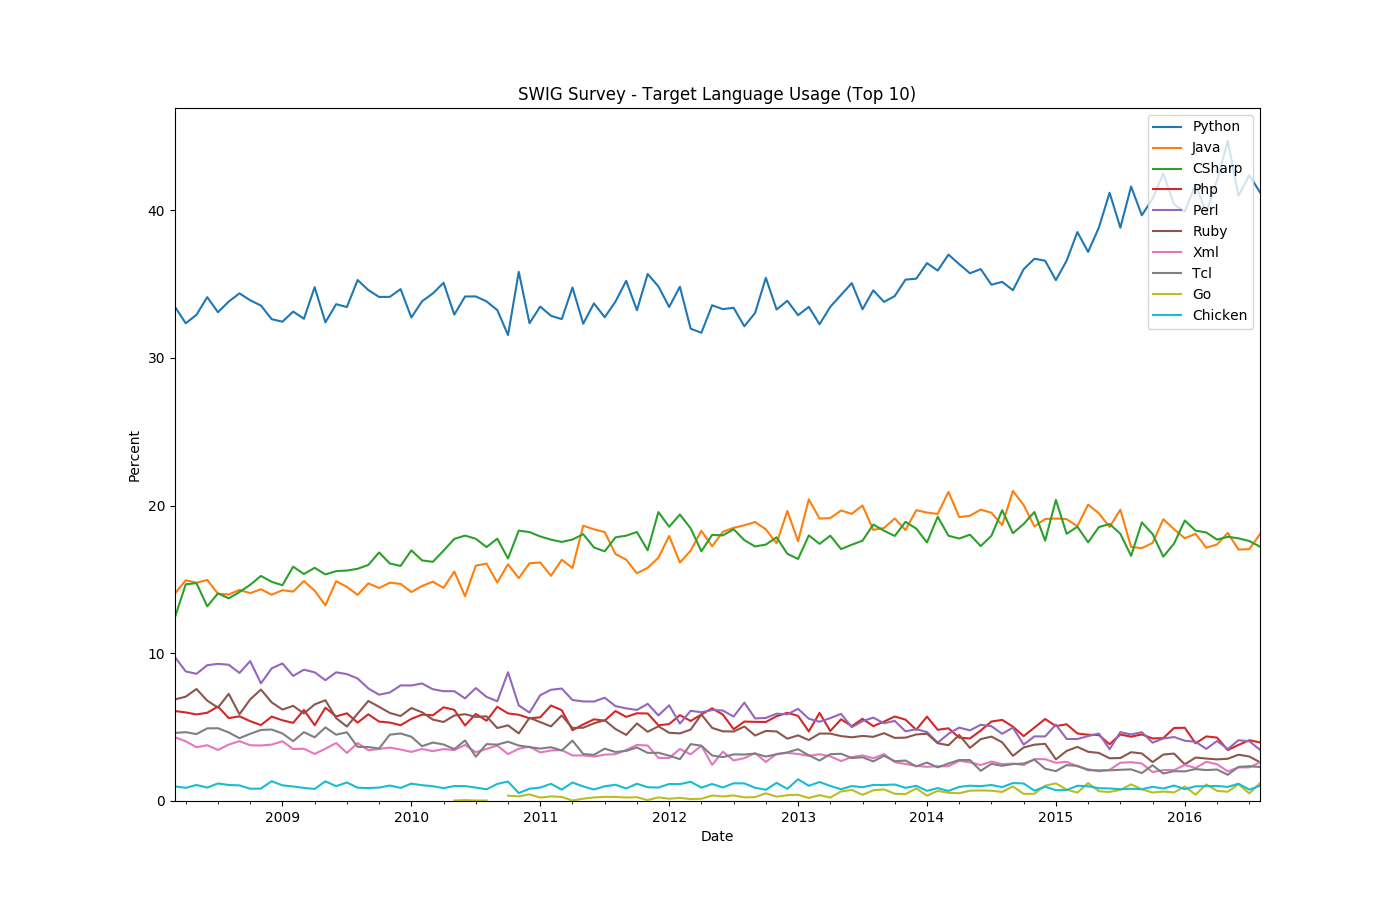 SWIG Survey - Target Language Usage (Top 10)
Python
Java
CSharp
Php
Perl
Ruby
Xml
Tcl
Go
Chicken
40
30
20
10
0
Percent
2009 2010 2011 2012 2013 2014 2015 2016
Date